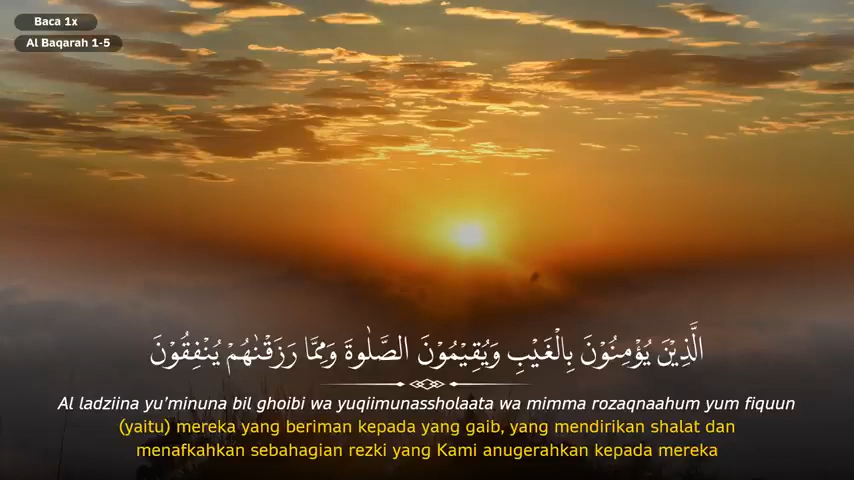 Baca 1x
Al Baqarah 1-5
الَّذِيْنَ يُؤْمِنُوْنَ بِالْغَيْبِ وَيُقِيْمُوْنَ الصَّلٰوةَ وَمِمَّا رَزَقْنٰهُمْ يُنْفِقُوْنَ
Al ladziina yu’minuna bil ghoibi wa yuqiimunassholaata wa mimma rozaqnaahum yum fiquun
(yaitu) mereka yang beriman kepada yang gaib, yang mendirikan shalat dan
menafkahkan sebahagian rezki yang Kami anugerahkan kepada mereka